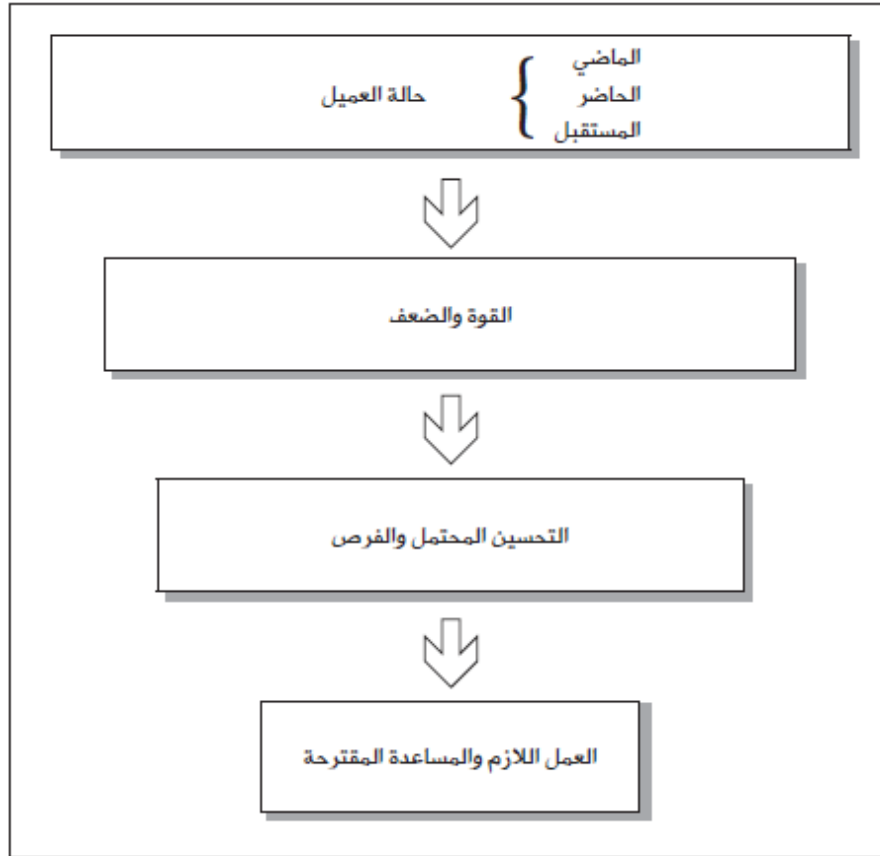 الماضي
حالة العميل { الحاضر
المستقبل
القوة والضعف
التحسين المحتمل والفرص
العمل اللازم والمساعدة المقترحة